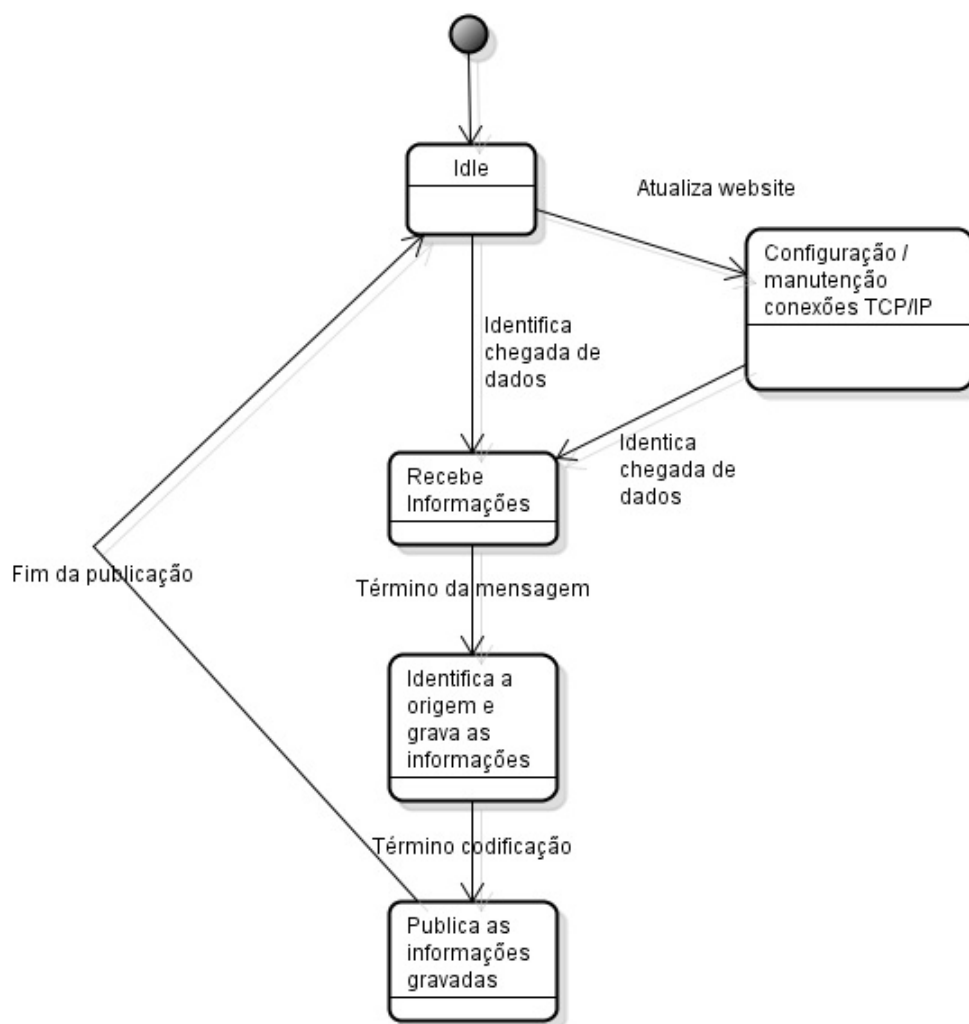 Idle
Atualiza website
Configuração /
manutenção
conexões TCP/IP
Identifica
chegada de
dados
Identica
chegada de
dados
Recebe
Informações
Fim da publicação
Término da mensagem
Identifica a
origem e
grava as
informações
Término codificação
Publica as
informações
gravadas